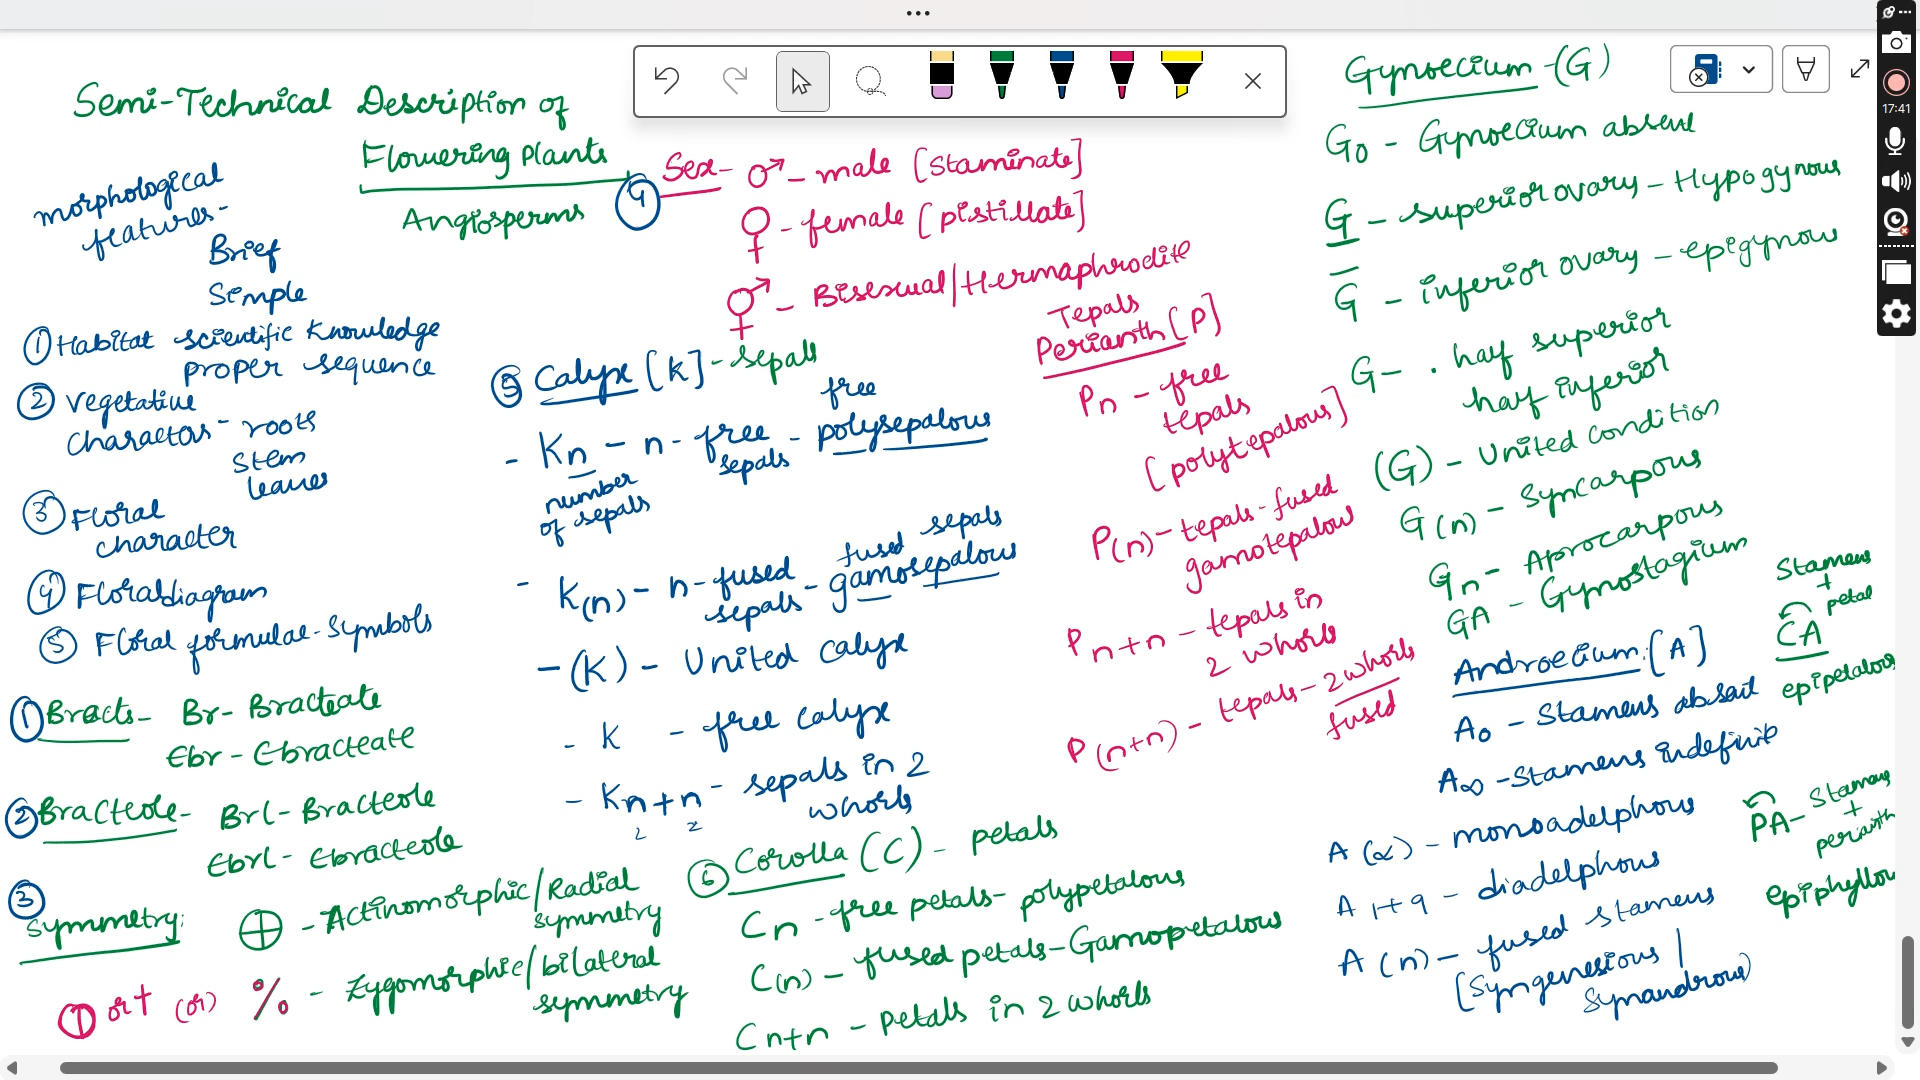 Semi-Technical Description of
Flowering Plants
Angiosperms
morphological
features-
Brief
Simple
scientific knowledge
proper sequence
① Habitat
② vegetative
characters - roots
stem
leaves
③ Floral
character
④ Floral diagram
⑤ Floral formulae - Symbols
① Bracts - Br - Bracteate
Ebr - Ebracteate
② Bracteole - Brl - Bracteole
Ebrl - Ebracteole
③ Symmetry:
⊕ - Actinomorphic / Radial
symmetry
% - Zygomorphic / bilateral
symmetry
④ Sex - ♂ - male [Staminate]
♀ - female [pistillate]
⚥ - Bisexual / Hermaphrodite
⑤ Calyx [K] - sepals
free
- Kn - n - free - polysepalous
sepals
number
of sepals
fused sepals
- K(n) - n - fused - gamosepalous
sepals
- (K) - United calyx
- K - free calyx
- Kn+n - sepals in 2
2 2
whorls
⑥ Corolla (C) - petals
Cn - free petals - polypetalous
C(n) - fused petals - Gamopetalous
Cn+n - Petals in 2 whorls
Tepals
Perianth [P]
Pn - free
tepals
[polytepalous]
P(n) - tepals - fused
gamotepalous
Pn+n - tepals in
2 whorls
P(n+n) - tepals - 2 whorls
fused
Gynoecium - (G)
G0 - Gynoecium absent
G - superior ovary - Hypogynous
G - inferior ovary - epigynous
G- . half superior
half inferior
(G) - United condition
G(n) - Syncarpous
Gn - Aprocarpous
GA - Gynostagium
Androecium: [A]
A0 - Stamens absent
A∞ - Stamens indefinite
A (∝) - monoadelphous
A 1+9 - diadelphous
A (n) - fused stamens
[Syngenesious |
Synandrous)
Stamens
+
petal
CA
epipetalous
PA - Stamens
+
perianth
epiphyllou
17:41